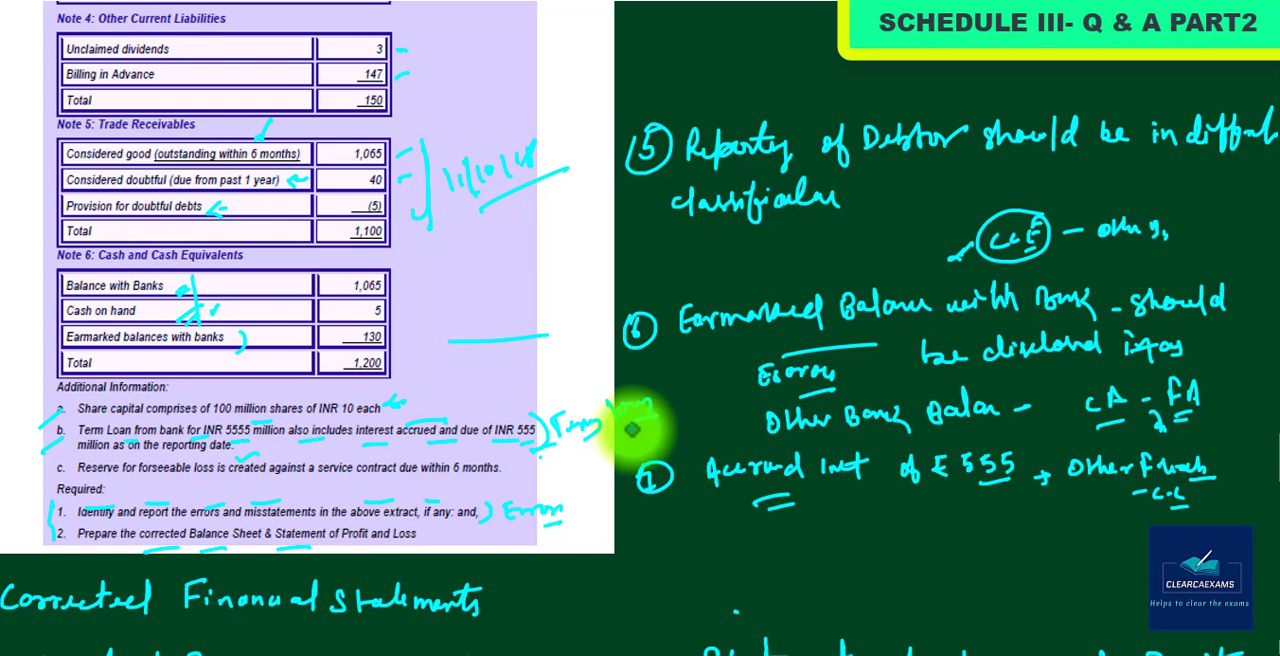 Note 4: Other Current Liabilities
Unclaimed dividends 3
Billing in Advance 147
Total 150
Note 5: Trade Receivables
Considered good (outstanding within 6 months) 1,065
Considered doubtful (due from past 1 year) 40
Provision for doubtful debts (5)
Total 1,100
Note 6: Cash and Cash Equivalents
Balance with Banks 1,065
Cash on hand 5
Earmarked balances with banks 130
Total 1,200
Additional Information:
a. Share capital comprises of 100 million shares of INR 10 each
b. Term Loan from bank for INR 5555 million also includes interest accrued and due of INR 555
million as on the reporting date.
c. Reserve for forseeable loss is created against a service contract due within 6 months.
Required:
1. Identify and report the errors and misstatements in the above extract, if any: and, Error
2. Prepare the corrected Balance Sheet & Statement of Profit and Loss
Corrected Financial Statements
SCHEDULE III- Q & A PART2
5 Reporting of Debtor should be in different
classification
CCE -
6 Earmarked Balance with Bank - should
be disclosed
Errors
Other Bank Balan - CA - FA
7 Accrued Int of 555 → Other
- C.L
CLEARCAEXAMS
Helps to clear the exams